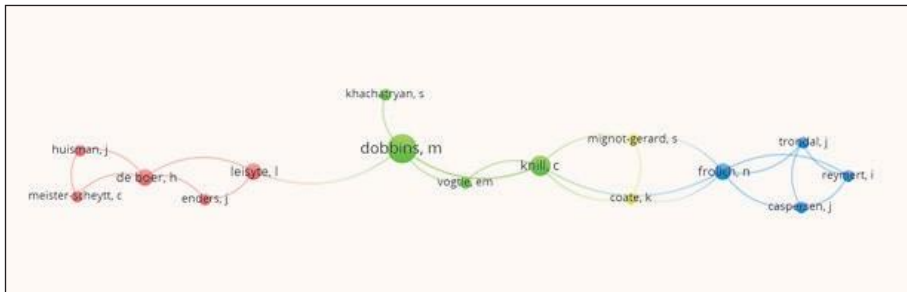 khachatryan, s
dobbins, m
mignot-gerard, s
trondal, j
huisman, j
knill, c
frolich, n
reymert, i
de boer, h
leisyte, l
vogtle, em
meister-scheytt, c
enders, j
coate, k
caspersen, j